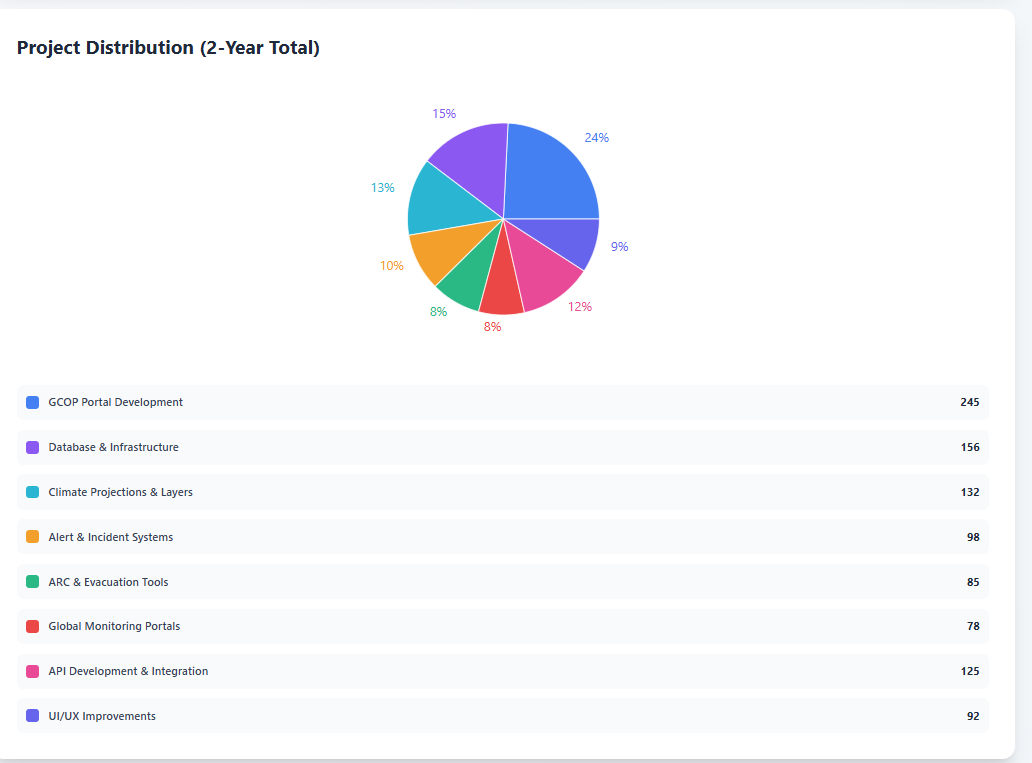 Project Distribution (2-Year Total)
15%
24%
13%
9%
10%
12%
8%
8%
GCOP Portal Development 245
Database & Infrastructure 156
Climate Projections & Layers 132
Alert & Incident Systems 98
ARC & Evacuation Tools 85
Global Monitoring Portals 78
API Development & Integration 125
UI/UX Improvements 92